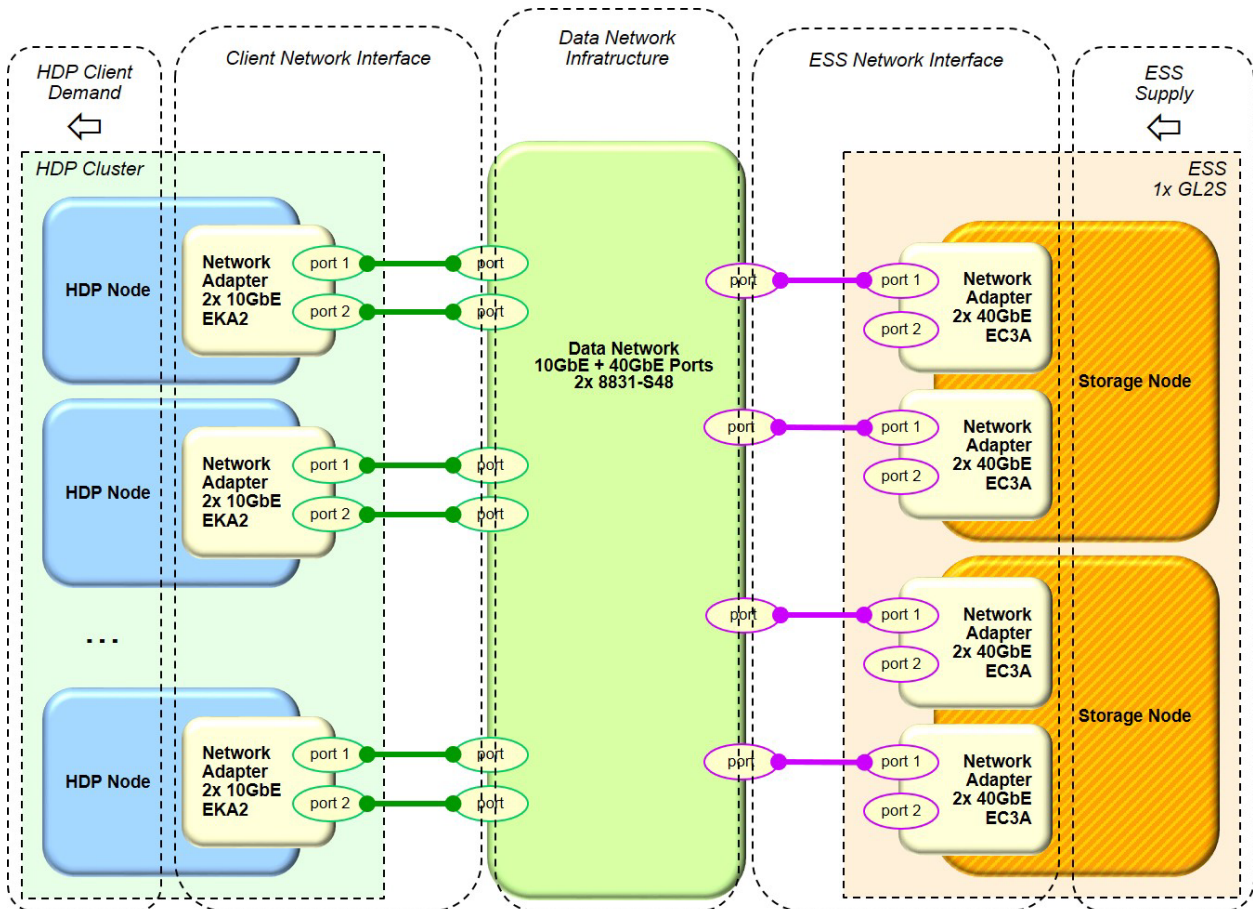 HDP Client
Demand
Client Network Interface
Data Network
Infratructure
ESS Network Interface
ESS
Supply
HDP Cluster
HDP Node
Network
Adapter
2x 10GbE
EKA2
port 1
port 2
port
port
HDP Node
Network
Adapter
2x 10GbE
EKA2
port 1
port 2
port
port
...
HDP Node
Network
Adapter
2x 10GbE
EKA2
port 1
port 2
port
port
Data Network
10GbE + 40GbE Ports
2x 8831-S48
port
port
port
port
ESS
1x GL2S
port 1
port 2
Network
Adapter
2x 40GbE
EC3A
port 1
port 2
Network
Adapter
2x 40GbE
EC3A
Storage Node
port 1
port 2
Network
Adapter
2x 40GbE
EC3A
port 1
port 2
Network
Adapter
2x 40GbE
EC3A
Storage Node